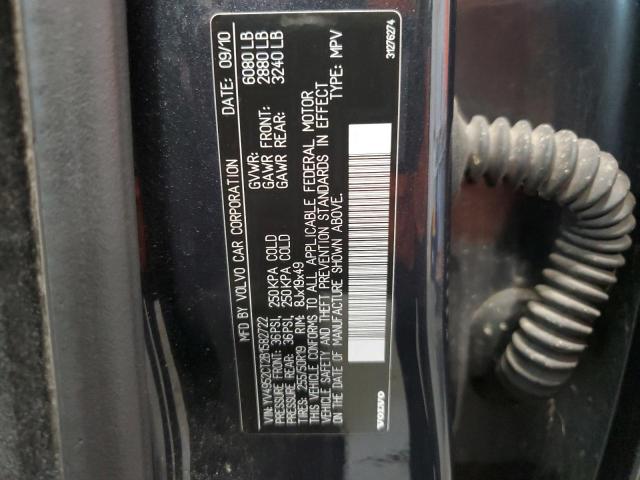 MFD BY VOLVO CAR CORPORATION DATE: 09/10
GVWR: 6080 LB
GAWR FRONT: 2880 LB
GAWR REAR: 3240 LB
VIN: YV4952CTZB1582722
PRESSURE FRONT: 36PSI, 250KPA COLD
PRESSURE REAR: 36PSI, 250KPA COLD
TIRES: 255/50R19 RIM: 8Jx19x49
THIS VEHICLE CONFORMS TO ALL APPLICABLE FEDERAL MOTOR
VEHICLE SAFETY AND THEFT PREVENTION STANDARDS IN EFFECT
ON THE DATE OF MANUFACTURE SHOWN ABOVE. TYPE: MPV
VOLVO 31276274